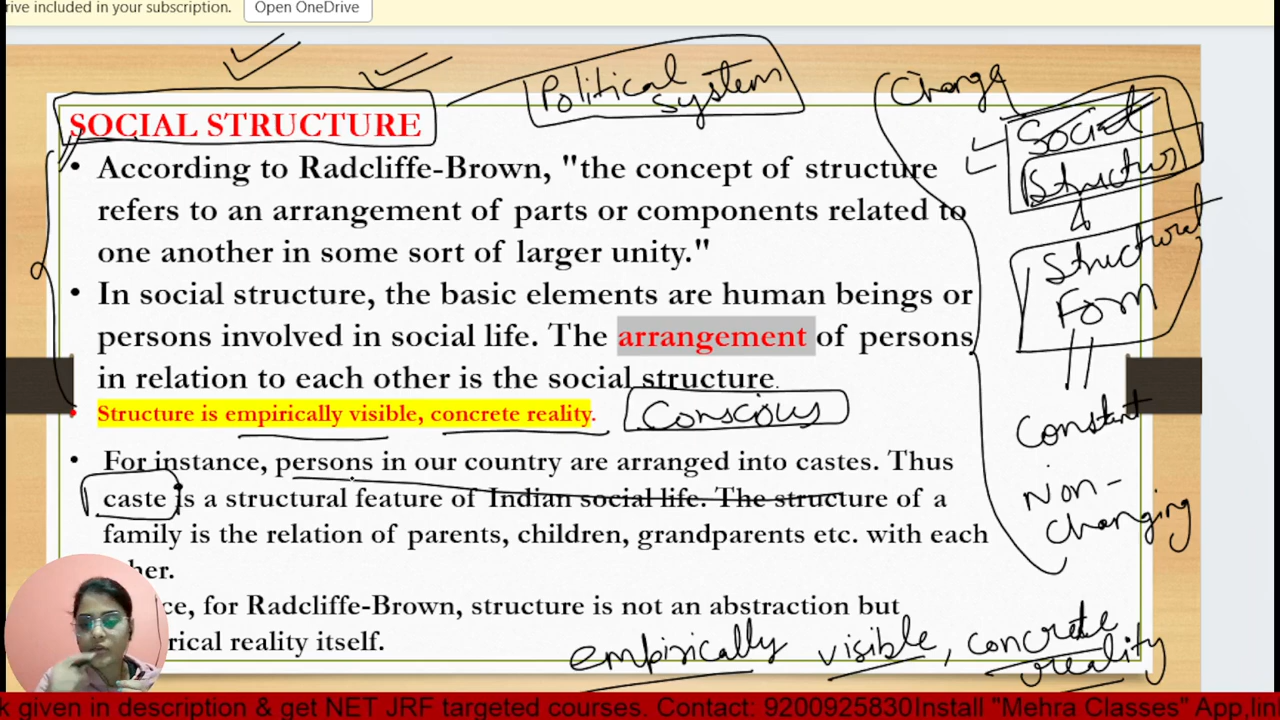 rive included in your subscription. Open OneDrive
Political system
Change
Social
Structur
SOCIAL STRUCTURE
• According to Radcliffe-Brown, "the concept of structure
refers to an arrangement of parts or components related to
one another in some sort of larger unity."
Structural
Form
• In social structure, the basic elements are human beings or
persons involved in social life. The arrangement of persons
in relation to each other is the social structure.
• Structure is empirically visible, concrete reality.
Conscious
Constant
Non-
Changing
• For instance, persons in our country are arranged into castes. Thus
caste is a structural feature of Indian social life. The structure of a
family is the relation of parents, children, grandparents etc. with each
her.
ce, for Radcliffe-Brown, structure is not an abstraction but
rical reality itself.
empirically visible, concrete
reality
k given in description & get NET JRF targeted courses. Contact: 9200925830Install "Mehra Classes" App,lin